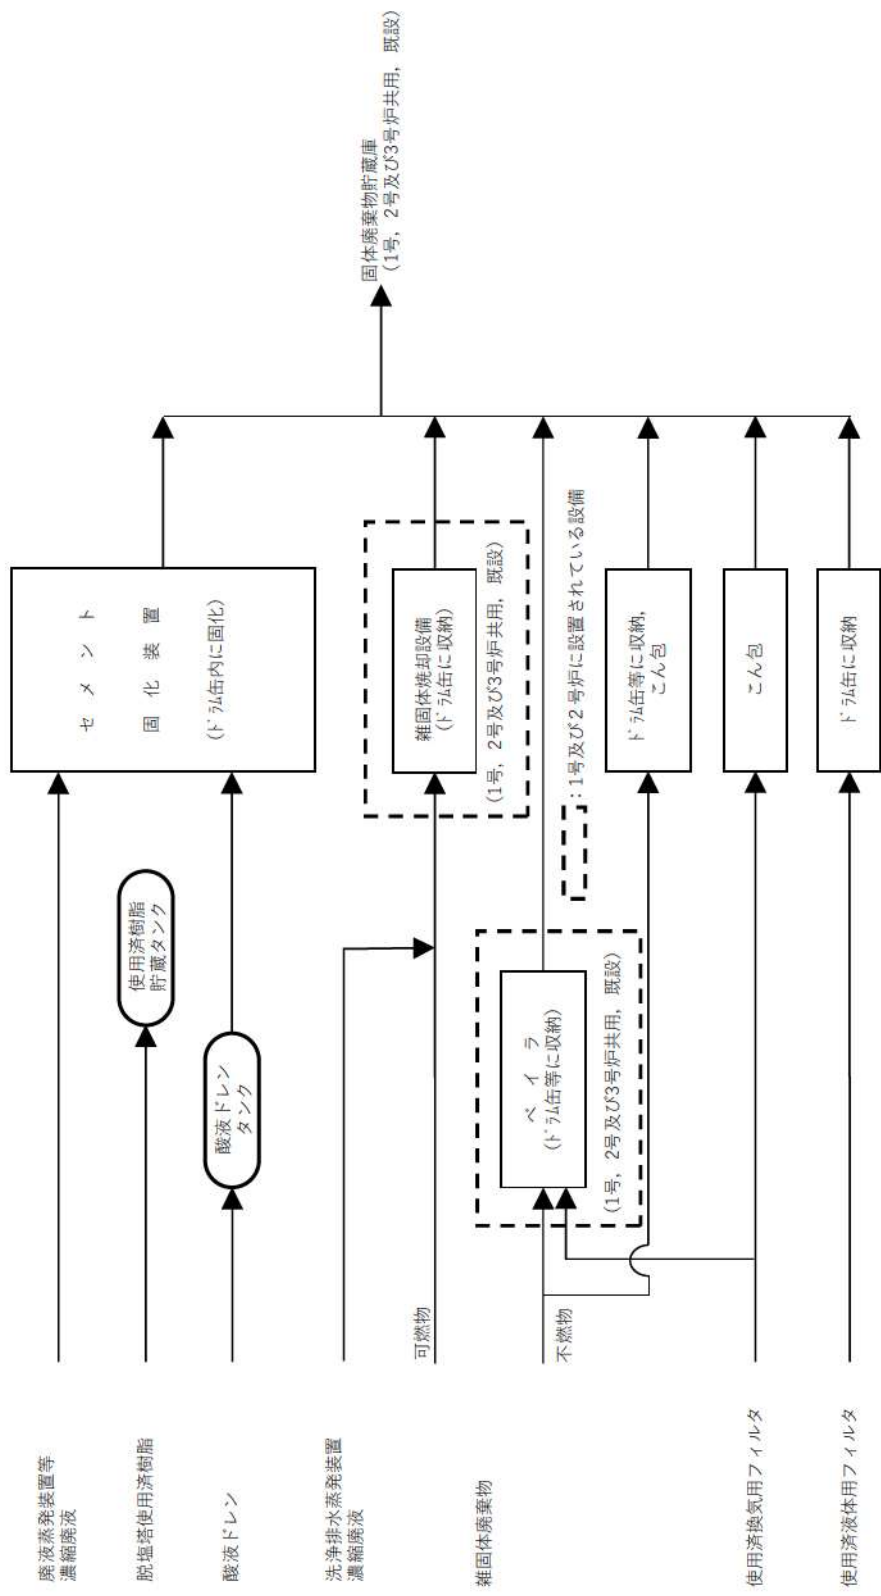 廃液蒸発装置等
濃縮廃液
脱塩塔使用済樹脂
酸液ドレン
洗浄排水蒸発装置
濃縮廃液
雑固体廃棄物
使用済換気用フィルタ
使用済液体用フィルタ
可燃物
不燃物
使用済樹脂
貯蔵タンク
酸液ドレン
タンク
セメント
固化装置
(ﾄﾞﾗﾑ缶内に固化)
雑固体焼却設備
(ﾄﾞﾗﾑ缶に収納)
(1号，2号及び3号炉共用，既設)
ベイラ
(ﾄﾞﾗﾑ缶等に収納)
(1号，2号及び3号炉共用，既設)
：1号及び２号炉に設置されている設備
ﾄﾞﾗﾑ缶等に収納，
こん包
こん包
ﾄﾞﾗﾑ缶に収納
固体廃棄物貯蔵庫
(1号，2号及び3号炉共用，既設)